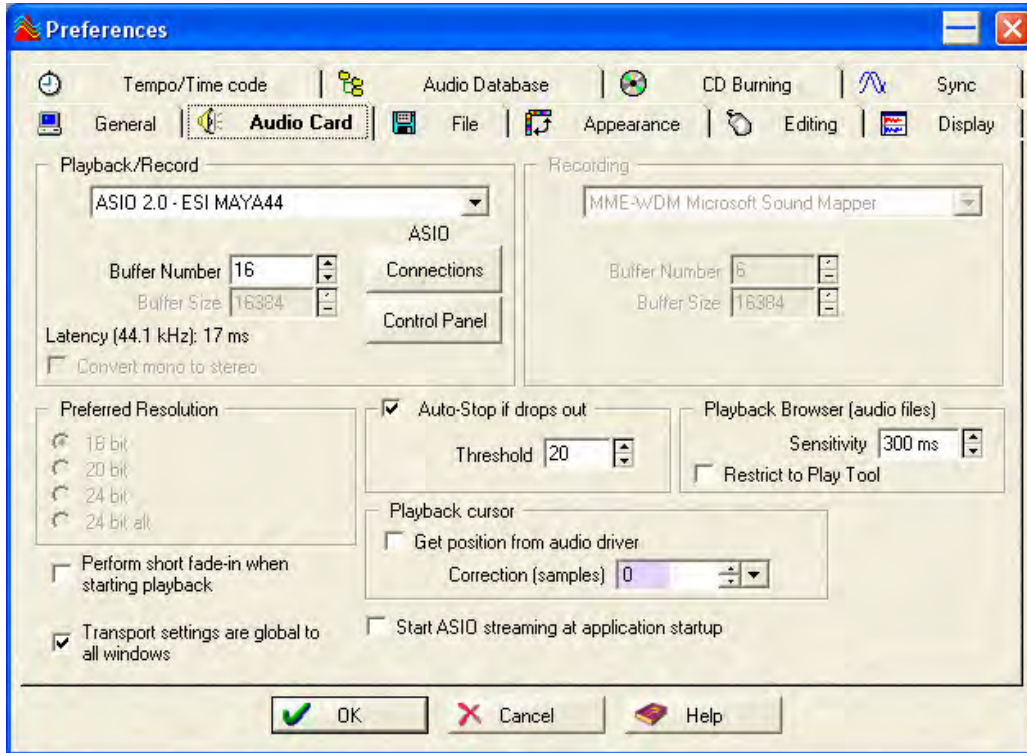 Preferences
Tempo/Time code
Audio Database
CD Burning
Sync
General
Audio Card
File
Appearance
Editing
Display
Playback/Record
ASIO 2.0 - ESI MAYA44
ASIO
Buffer Number 16
Connections
Buffer Size 16384
Control Panel
Latency (44.1 kHz): 17 ms
Convert mono to stereo
Recording
MME-WDM Microsoft Sound Mapper
Buffer Number 6
Buffer Size 16384
Preferred Resolution
16 bit
20 bit
24 bit
24 bit alt
Auto-Stop if drops out
Threshold 20
Playback Browser (audio files)
Sensitivity 300 ms
Restrict to Play Tool
Playback cursor
Get position from audio driver
Correction (samples) 0
Perform short fade-in when
starting playback
Transport settings are global to
all windows
Start ASIO streaming at application startup
OK
Cancel
Help